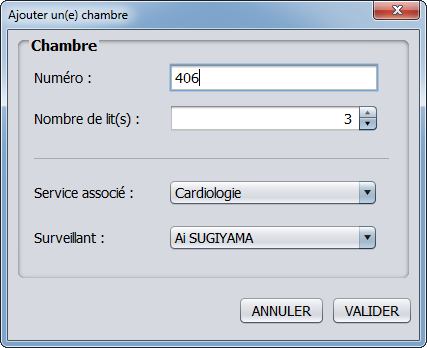 Ajouter un(e) chambre
Chambre
Numéro : 406
Nombre de lit(s) : 3
Service associé : Cardiologie
Surveillant : Ai SUGIYAMA
ANNULER VALIDER